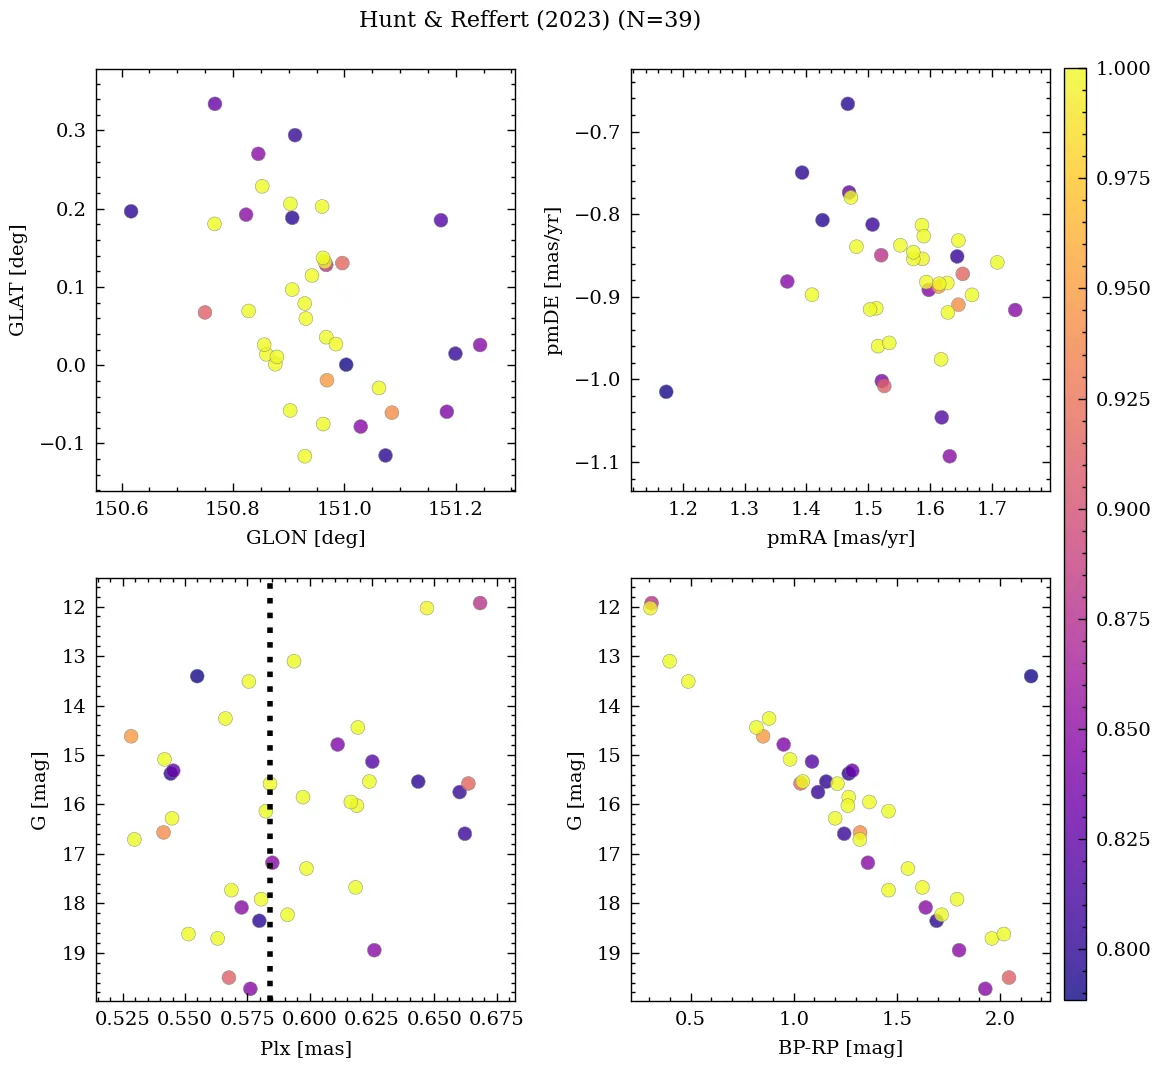 Hunt & Reffert (2023) (N=39)
GLAT [deg]
0.3
0.2
0.1
0.0
−0.1
150.6 150.8 151.0 151.2
GLON [deg]
pmDE [mas/yr]
−0.7
−0.8
−0.9
−1.0
−1.1
1.2 1.3 1.4 1.5 1.6 1.7
pmRA [mas/yr]
G [mag]
12
13
14
15
16
17
18
19
0.525 0.550 0.575 0.600 0.625 0.650 0.675
Plx [mas]
G [mag]
12
13
14
15
16
17
18
19
0.5 1.0 1.5 2.0
BP-RP [mag]
1.000
0.975
0.950
0.925
0.900
0.875
0.850
0.825
0.800